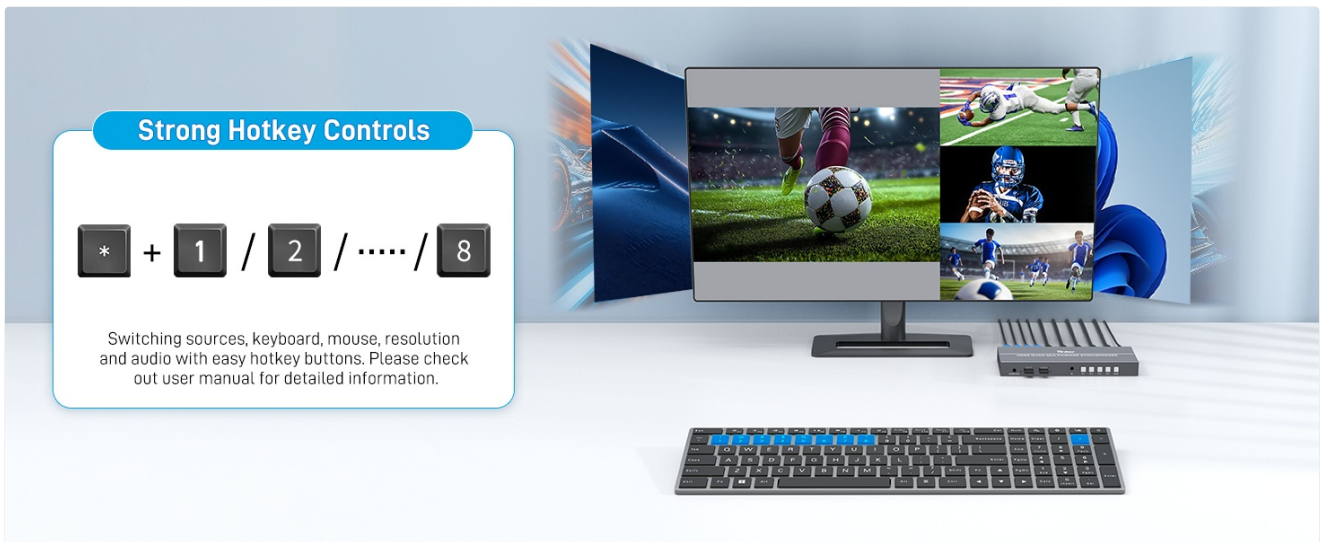 Strong Hotkey Controls
* + 1 / 2 / ····· / 8
Switching sources, keyboard, mouse, resolution
and audio with easy hotkey buttons. Please check
out user manual for detailed information.
Q W E R T Y U I O P
A S D F G H J K L
Z X C V B N M